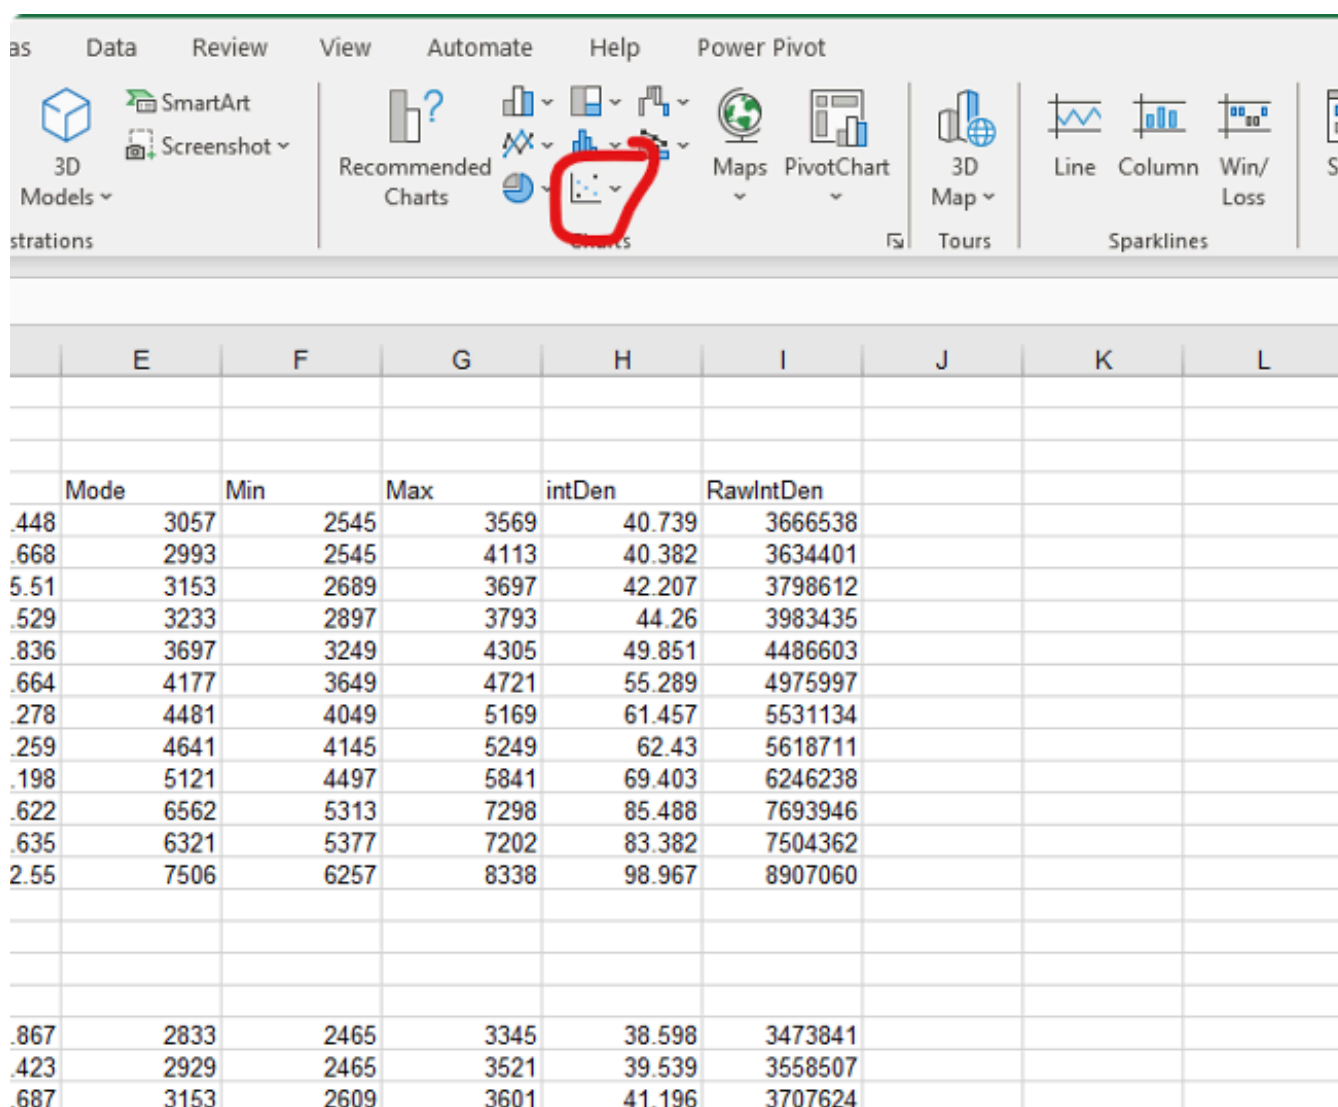 as Data Review View Automate Help Power Pivot
SmartArt
Screenshot
3D
Models
strations
Recommended
Charts
Charts
Maps
PivotChart
3D
Map
Tours
Line
Column
Win/
Loss
Sparklines
S
E F G H I J K L
Mode Min Max intDen RawIntDen
.448 3057 2545 3569 40.739 3666538
.668 2993 2545 4113 40.382 3634401
5.51 3153 2689 3697 42.207 3798612
.529 3233 2897 3793 44.26 3983435
.836 3697 3249 4305 49.851 4486603
.664 4177 3649 4721 55.289 4975997
.278 4481 4049 5169 61.457 5531134
.259 4641 4145 5249 62.43 5618711
.198 5121 4497 5841 69.403 6246238
.622 6562 5313 7298 85.488 7693946
.635 6321 5377 7202 83.382 7504362
2.55 7506 6257 8338 98.967 8907060
.867 2833 2465 3345 38.598 3473841
.423 2929 2465 3521 39.539 3558507
.687 3153 2609 3601 41.196 3707624